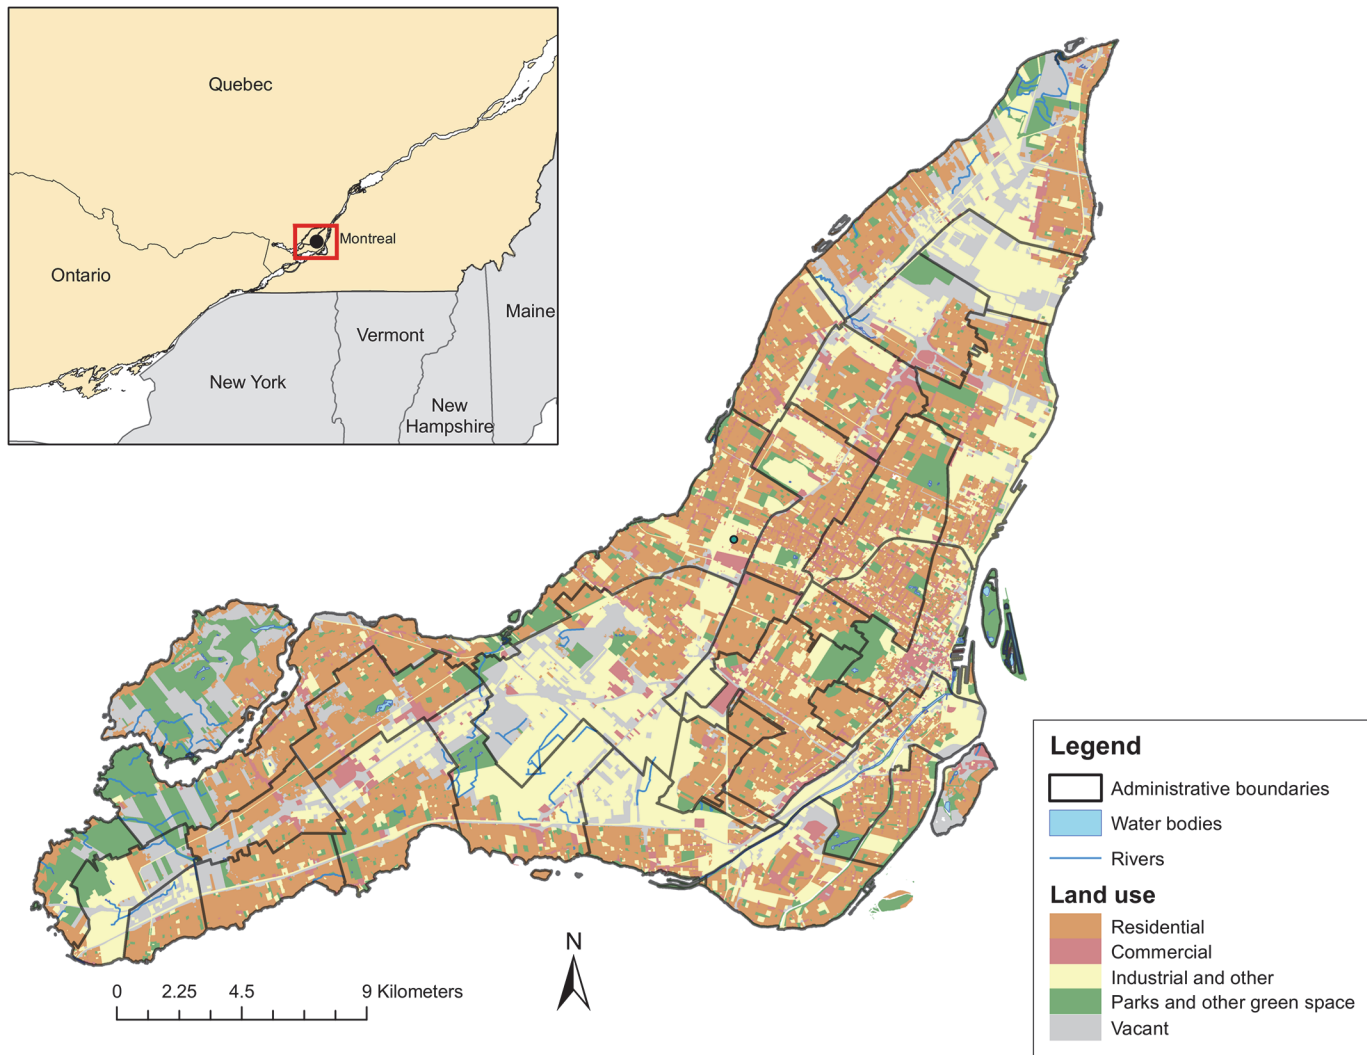 Quebec
Montreal
Ontario
Maine
Vermont
New York
New
Hampshire
Legend
Administrative boundaries
Water bodies
Rivers
Land use
Residential
Commercial
Industrial and other
Parks and other green space
Vacant
N
0 2.25 4.5 9 Kilometers